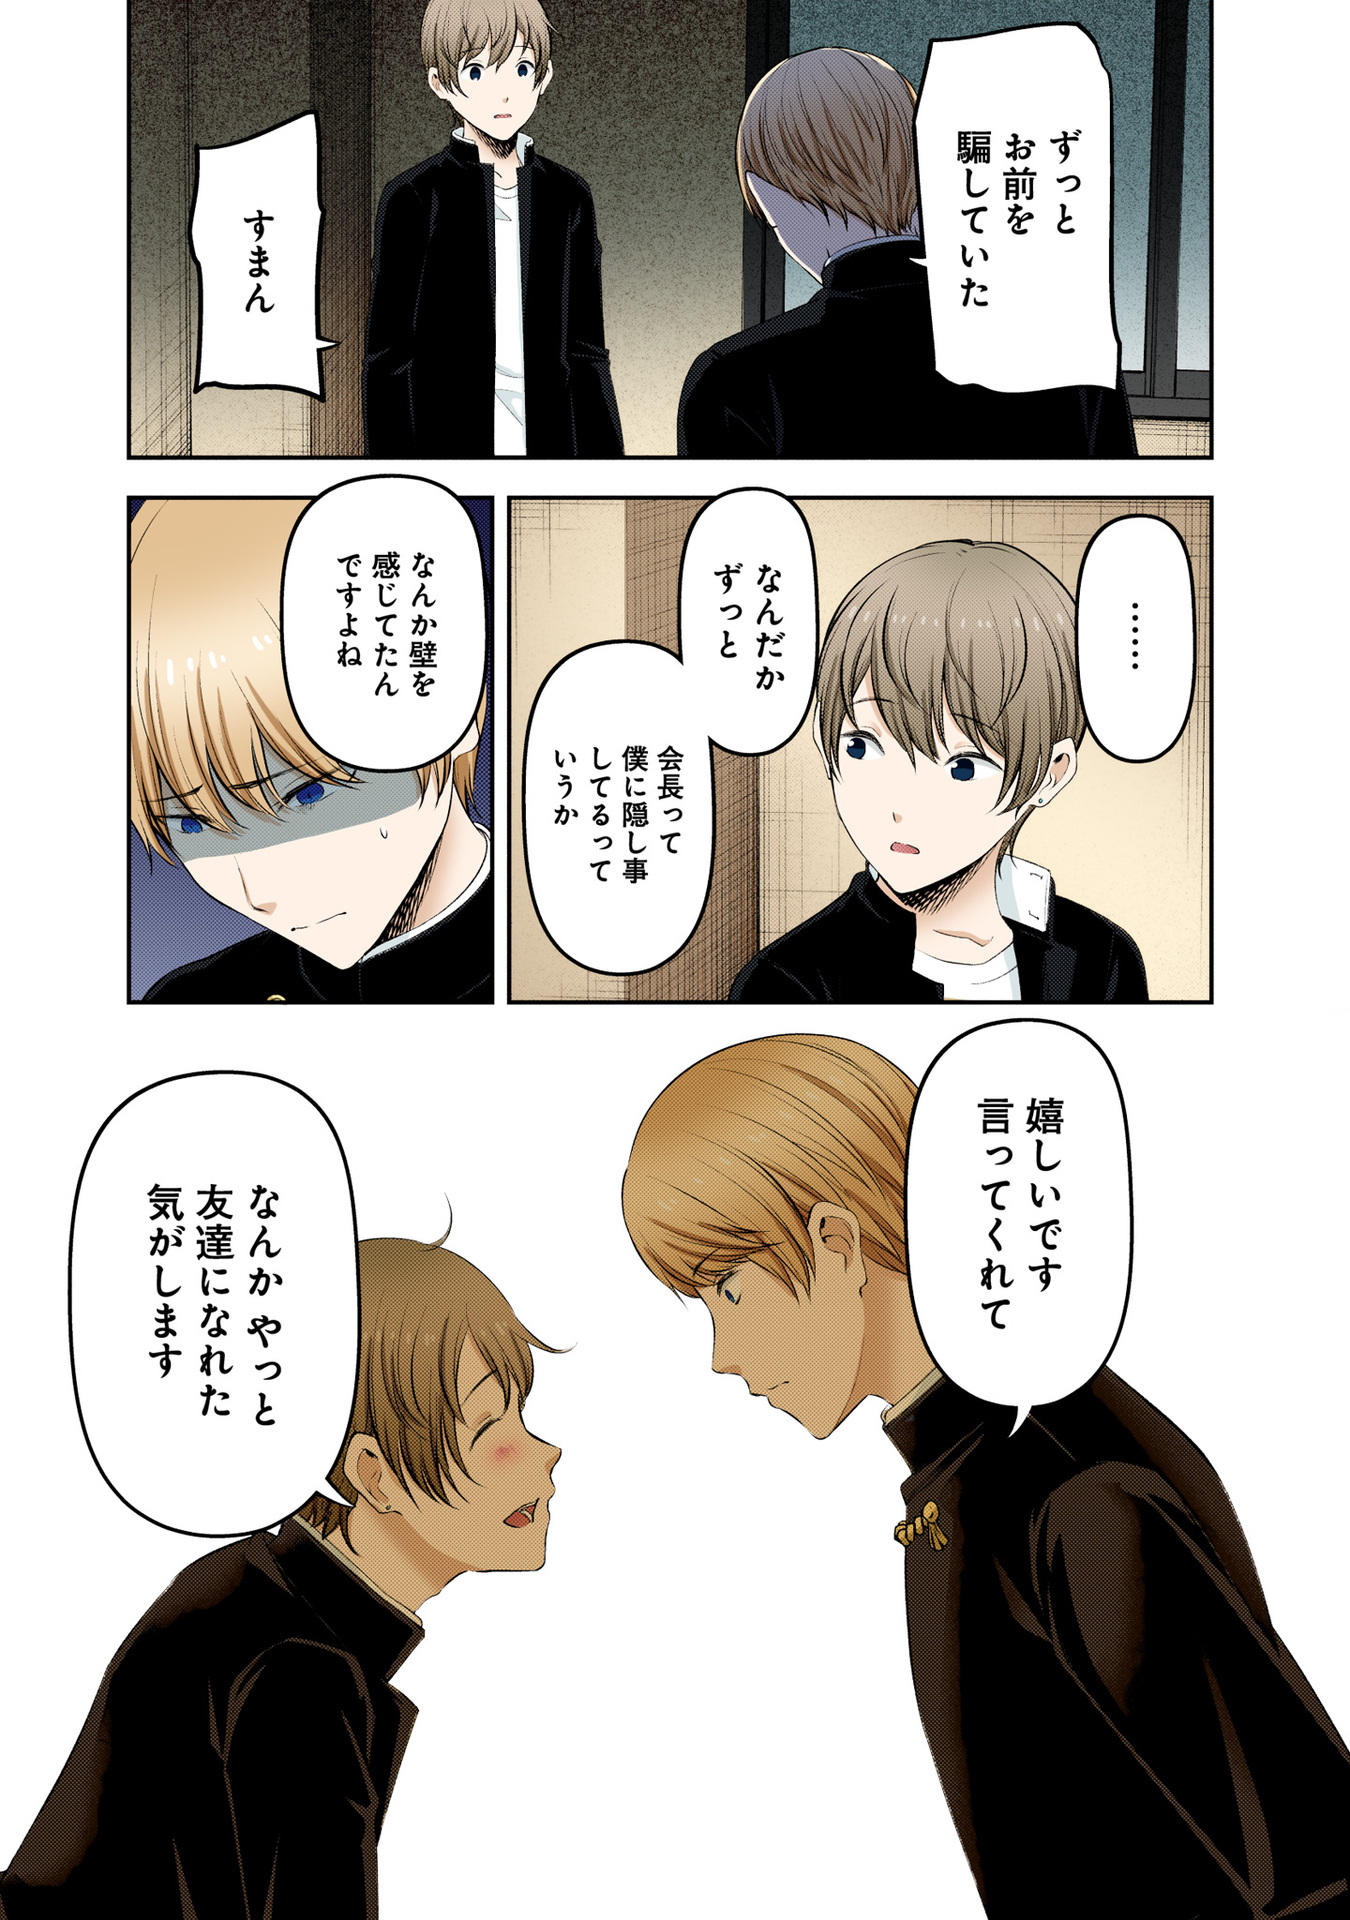 ずっと
お前を
騙していた
すまん
……
なんだか
ずっと
会長って
僕に隠し事
してるって
いうか
なんか壁を
感じてたん
ですよね
嬉しいです
言ってくれて
なんか やっと
友達になれた
気がします